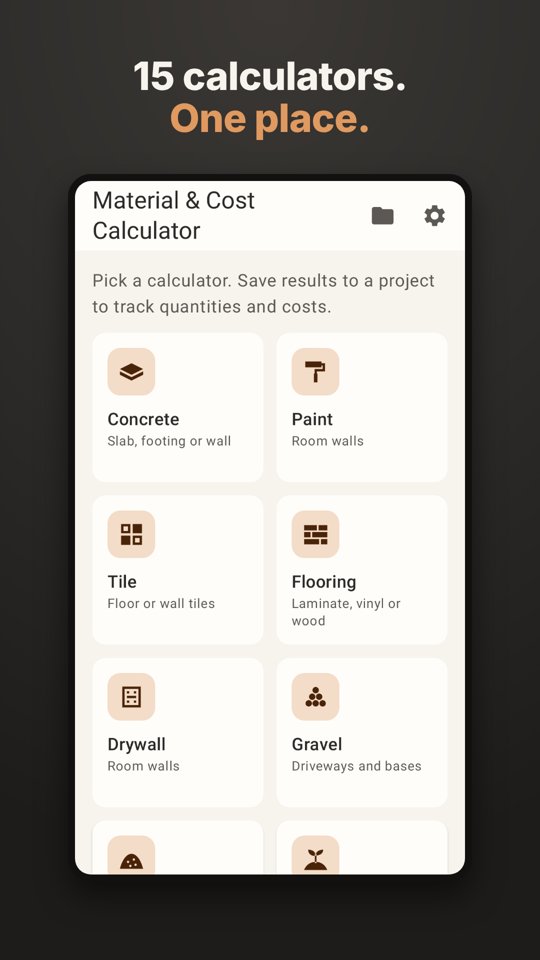 15 calculators.
One place.
Material & Cost
Calculator
Pick a calculator. Save results to a project
to track quantities and costs.
Concrete
Slab, footing or wall
Paint
Room walls
Tile
Floor or wall tiles
Flooring
Laminate, vinyl or
wood
Drywall
Room walls
Gravel
Driveways and bases